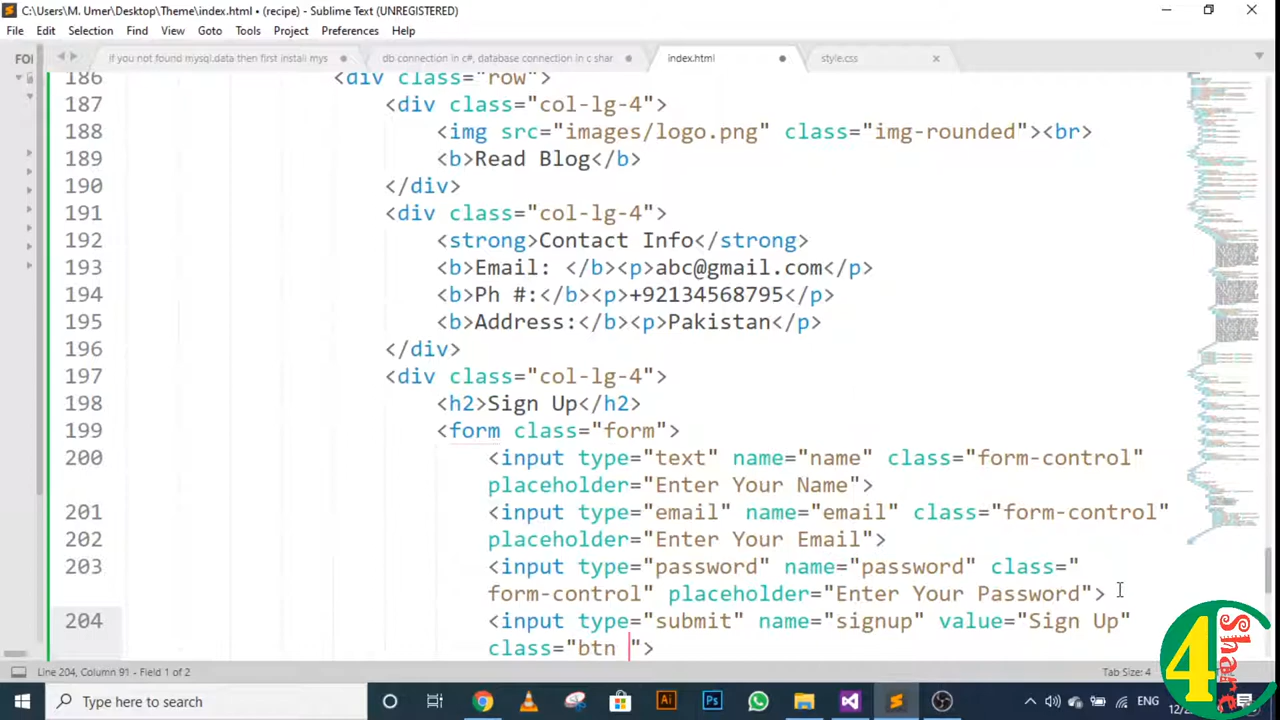 C:\Users\M. Umer\Desktop\Theme\index.html • (recipe) - Sublime Text (UNREGISTERED)
File Edit Selection Find View Goto Tools Project Preferences Help
FOI
if you not found mysql.data then first install mys
db connection in c#, database connection in c shar
index.html
style.css
186 <div class="row">
187 <div class="col-lg-4">
188 <img src="images/logo.png" class="img-rounded"><br>
189 <b>Read Blog</b>
190 </div>
191 <div class="col-lg-4">
192 <strong>Contact Info</strong>
193 <b>Email: </b><p>abc@gmail.com</p>
194 <b>Ph #:</b><p>+92134568795</p>
195 <b>Address:</b><p>Pakistan</p>
196 </div>
197 <div class="col-lg-4">
198 <h2>Sign Up</h2>
199 <form class="form">
200 <input type="text" name="name" class="form-control"
placeholder="Enter Your Name">
201 <input type="email" name="email" class="form-control"
202 placeholder="Enter Your Email">
203 <input type="password" name="password" class="
form-control" placeholder="Enter Your Password">
204 <input type="submit" name="signup" value="Sign Up"
class="btn ">
Line 204, Column 91 - Field 1 of 2
Tab Size: 4
4 Share
Type here to search
Ai
Ps
ENG